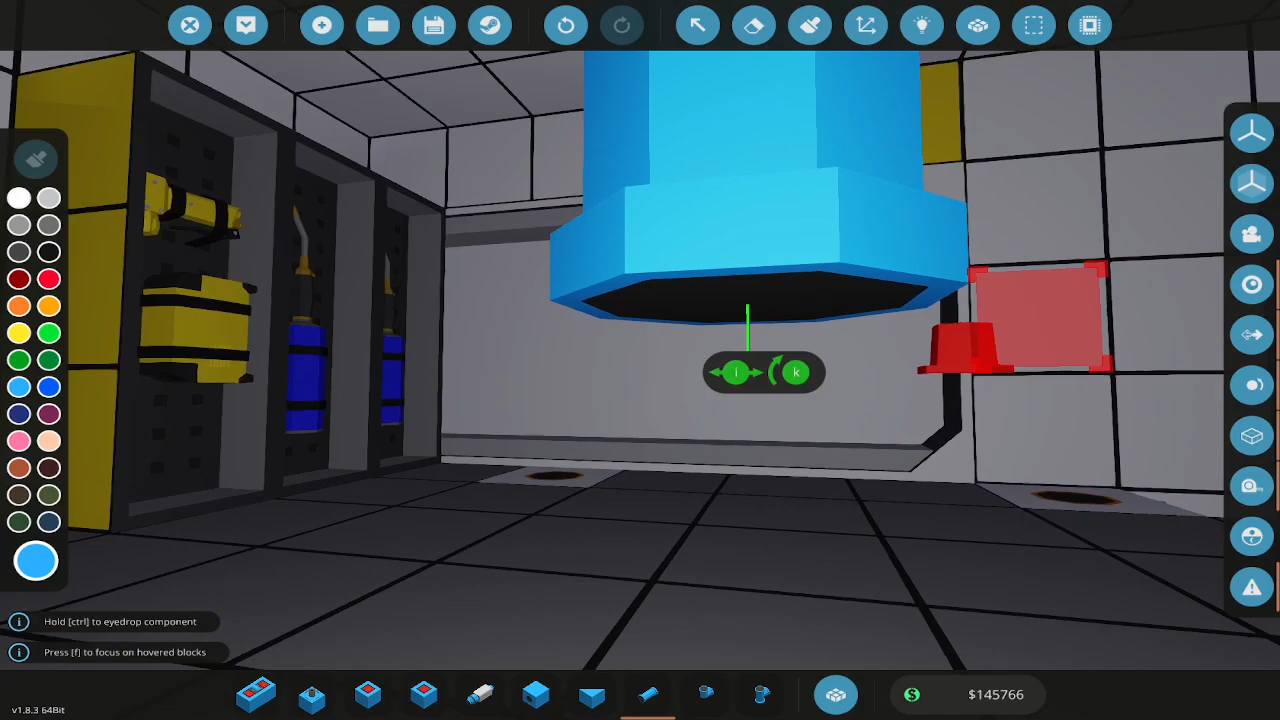 i k
Hold [ctrl] to eyedrop component
Press [f] to focus on hovered blocks
$ $145766
v1.8.3 64Bit